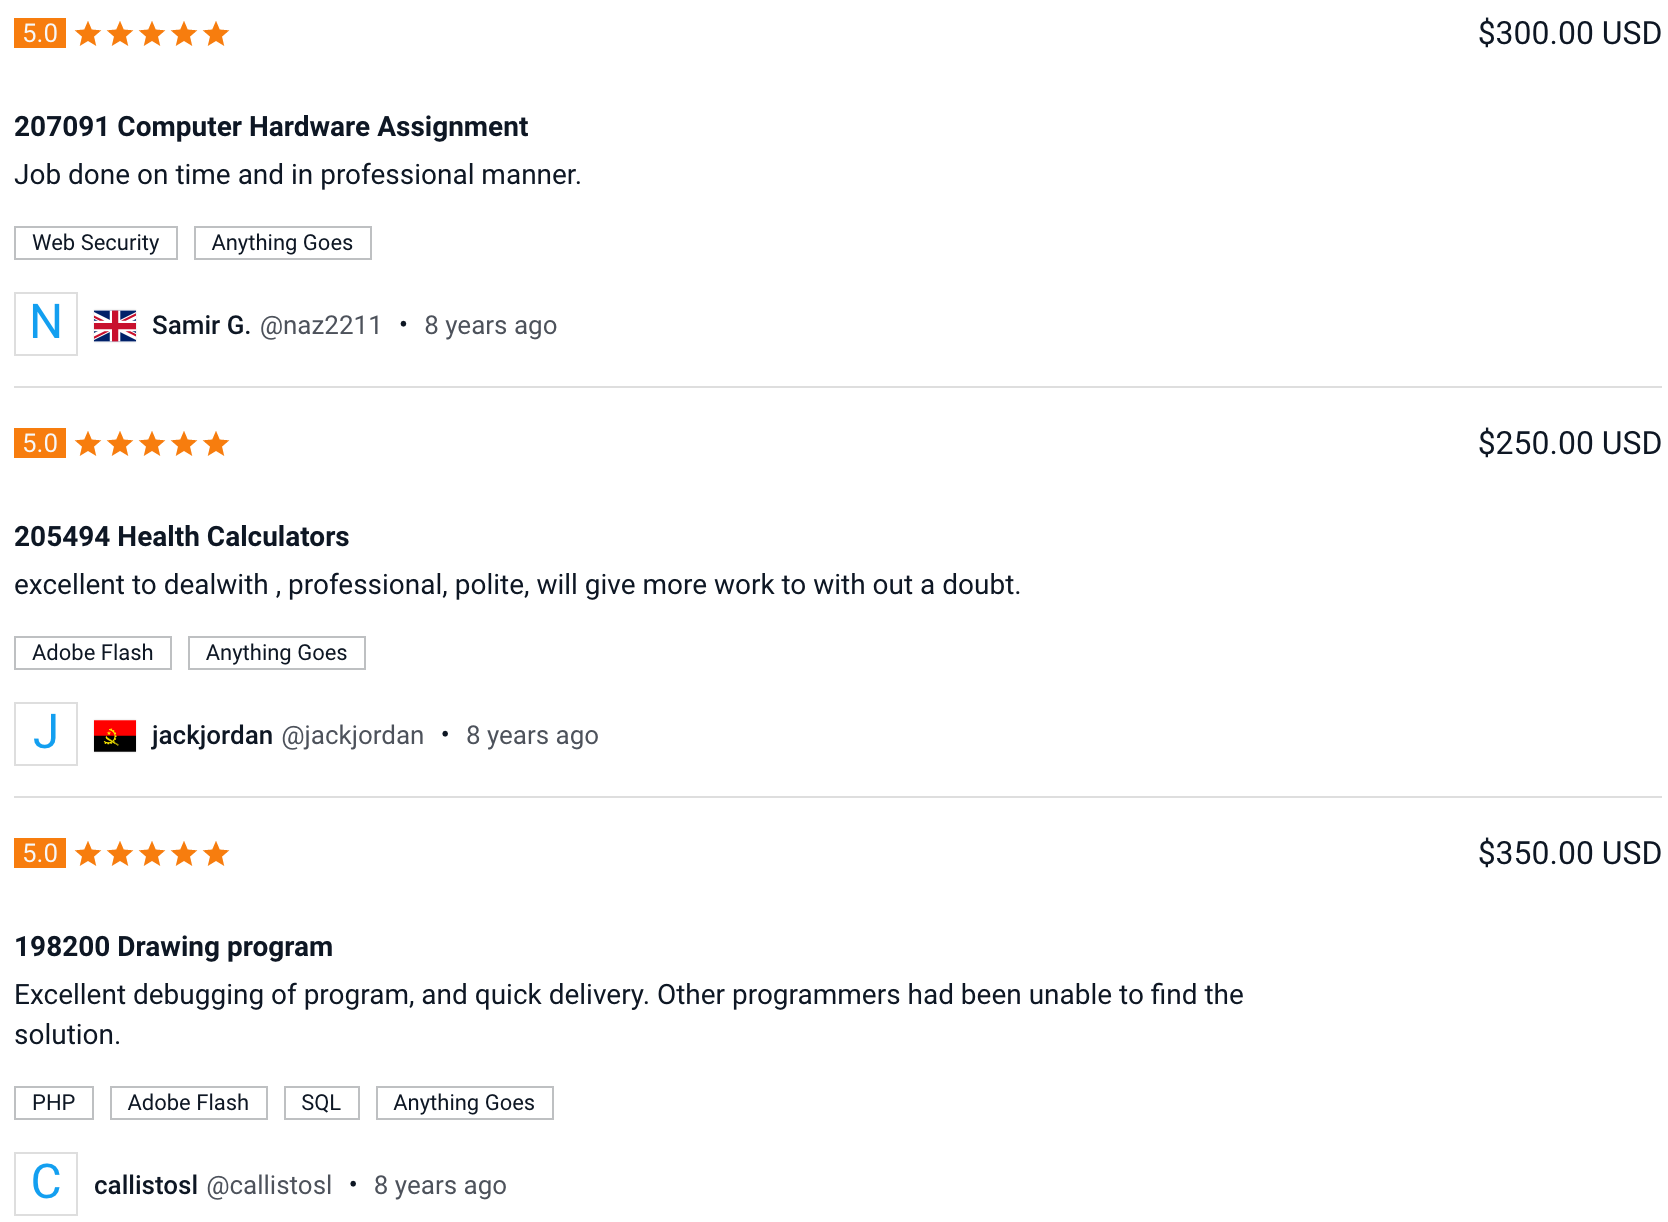 5.0 $300.00 USD
207091 Computer Hardware Assignment
Job done on time and in professional manner.
Web Security Anything Goes
N Samir G. @naz2211 • 8 years ago
5.0 $250.00 USD
205494 Health Calculators
excellent to dealwith , professional, polite, will give more work to with out a doubt.
Adobe Flash Anything Goes
J jackjordan @jackjordan • 8 years ago
5.0 $350.00 USD
198200 Drawing program
Excellent debugging of program, and quick delivery. Other programmers had been unable to find the
solution.
PHP Adobe Flash SQL Anything Goes
C callistosl @callistosl • 8 years ago